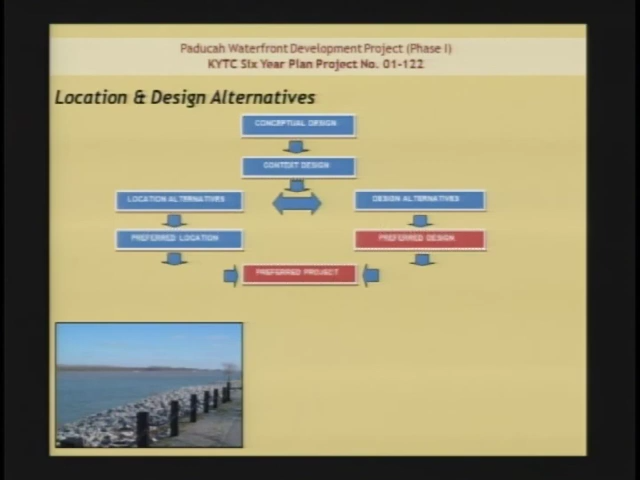 Paducah Waterfront Development Project (Phase I)
KYTC Six Year Plan Project No. 01-122
Location & Design Alternatives
CONCEPTUAL DESIGN
CONTEXT DESIGN
LOCATION ALTERNATIVES
DESIGN ALTERNATIVES
PREFERRED LOCATION
PREFERRED DESIGN
PREFERRED PROJECT